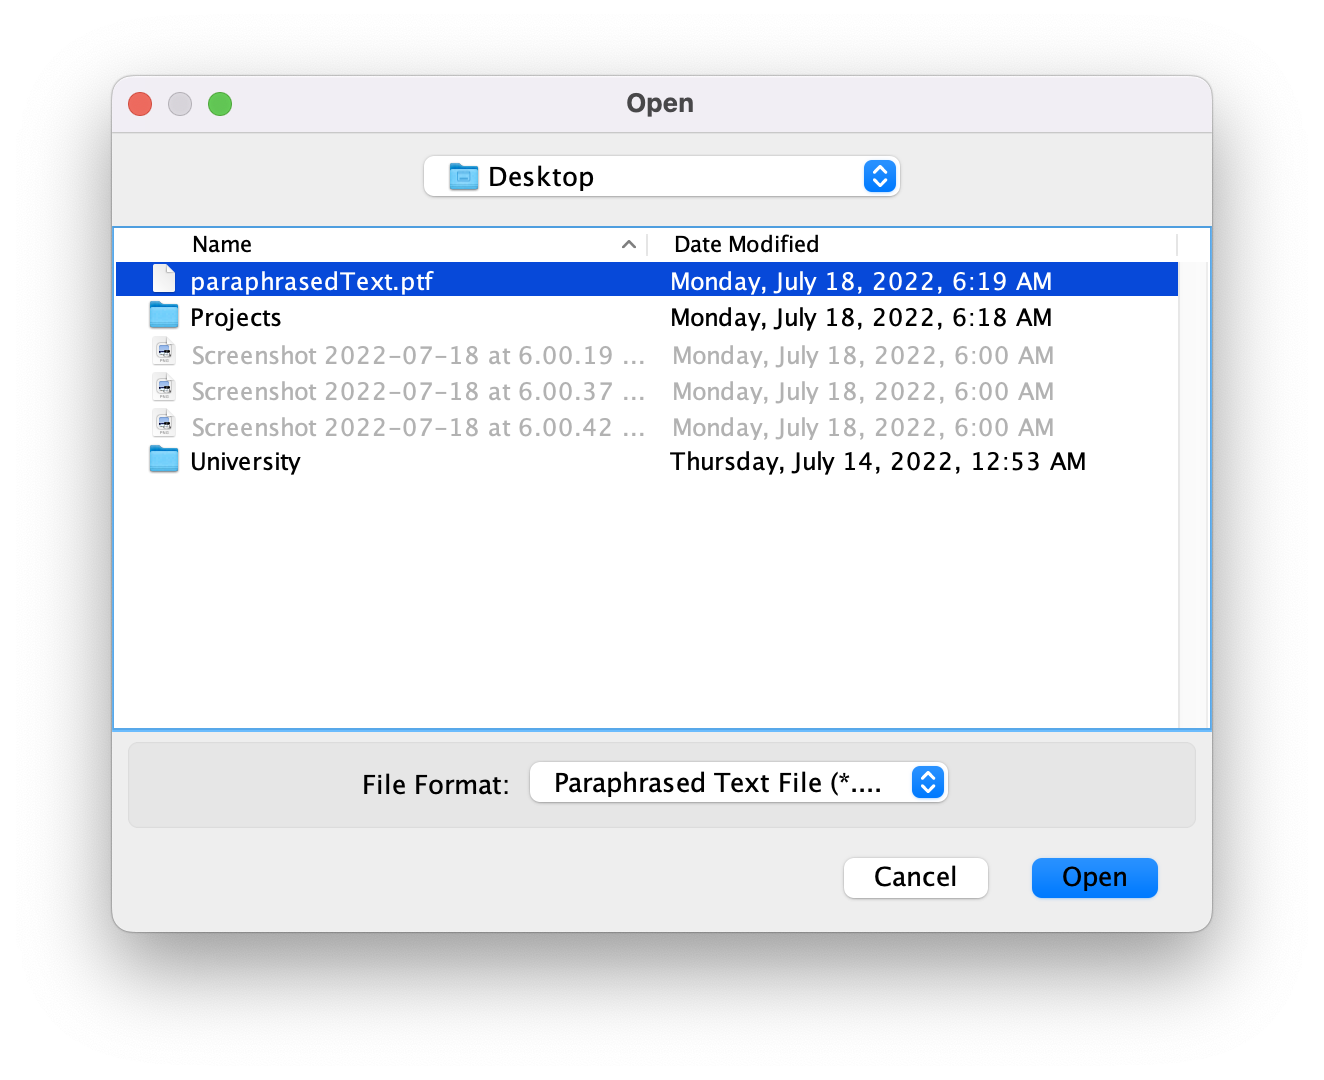 Open
Desktop
Name Date Modified
paraphrasedText.ptf Monday, July 18, 2022, 6:19 AM
Projects Monday, July 18, 2022, 6:18 AM
Screenshot 2022-07-18 at 6.00.19 ... Monday, July 18, 2022, 6:00 AM
Screenshot 2022-07-18 at 6.00.37 ... Monday, July 18, 2022, 6:00 AM
Screenshot 2022-07-18 at 6.00.42 ... Monday, July 18, 2022, 6:00 AM
University Thursday, July 14, 2022, 12:53 AM
File Format: Paraphrased Text File (*....
Cancel Open